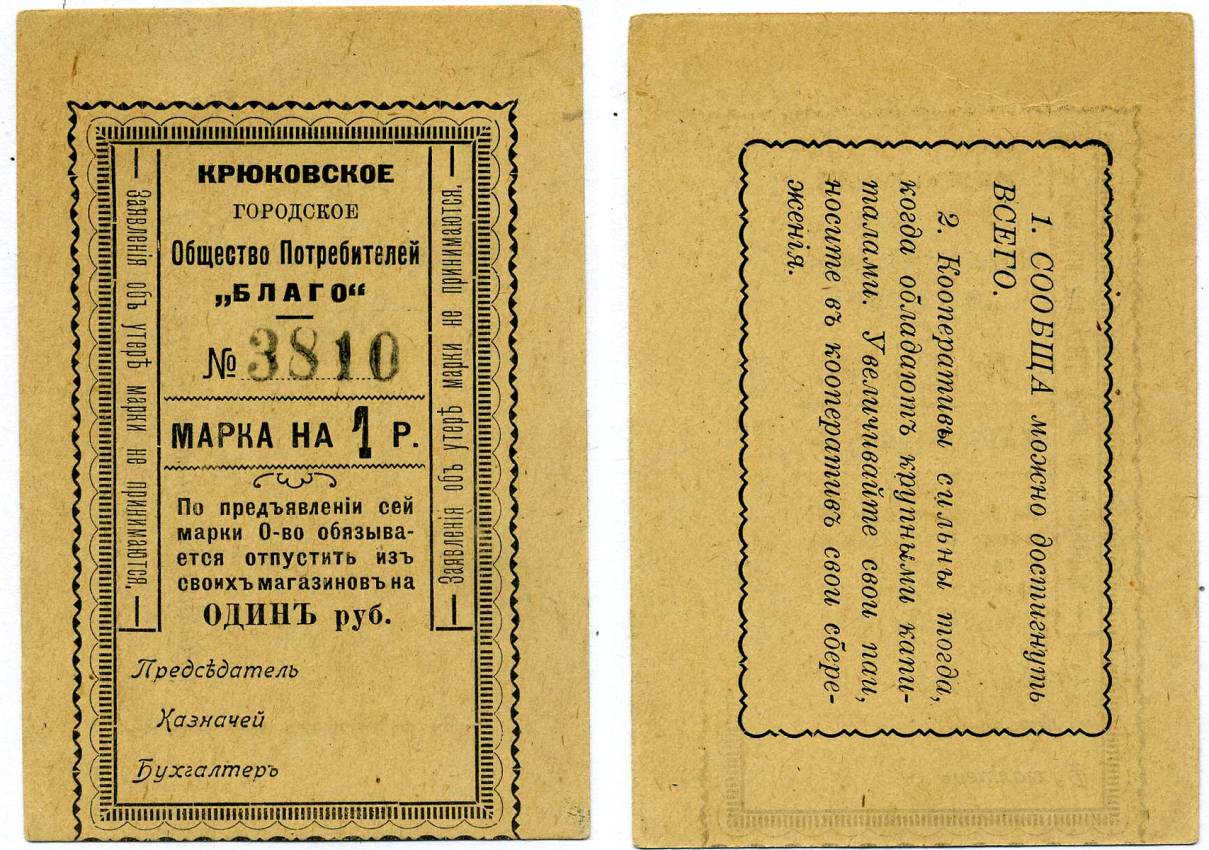 КРЮКОВСКОЕ
ГОРОДСКОЕ
Общество Потребителей
„БЛАГО“
№ 3810
МАРКА НА 1 Р.
По предъявленіи сей
марки О-во обязыва-
ется отпустить изъ
своихъ магазиновъ на
ОДИНЪ руб.
Заявленія объ утерѣ марки не принимаются.
Заявленія объ утерѣ марки не принимаются.
Предсѣдатель
Казначей
Бухгалтеръ
1. СООБЩА можно достигнуть
ВСЕГО.
2. Кооперативы сильны тогда,
когда обладаютъ крупными капи-
талами. Увеличивайте свои паи,
носите въ кооперативъ свои сбере-
женія.